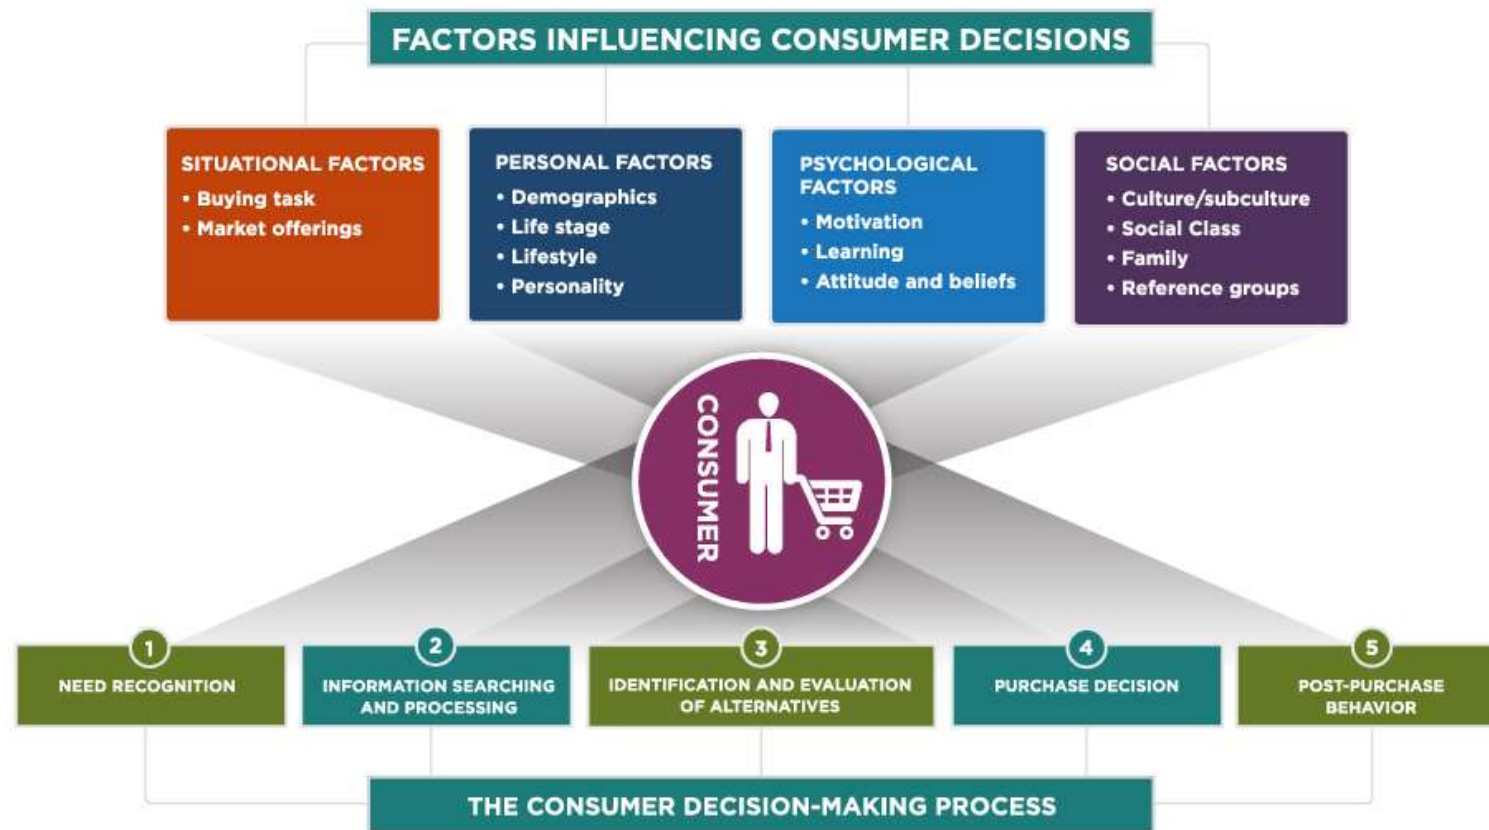 FACTORS INFLUENCING CONSUMER DECISIONS
SITUATIONAL FACTORS
• Buying task
• Market offerings
PERSONAL FACTORS
• Demographics
• Life stage
• Lifestyle
• Personality
PSYCHOLOGICAL
FACTORS
• Motivation
• Learning
• Attitude and beliefs
SOCIAL FACTORS
• Culture/subculture
• Social Class
• Family
• Reference groups
CONSUMER
1
NEED RECOGNITION
2
INFORMATION SEARCHING
AND PROCESSING
3
IDENTIFICATION AND EVALUATION
OF ALTERNATIVES
4
PURCHASE DECISION
5
POST-PURCHASE
BEHAVIOR
THE CONSUMER DECISION-MAKING PROCESS